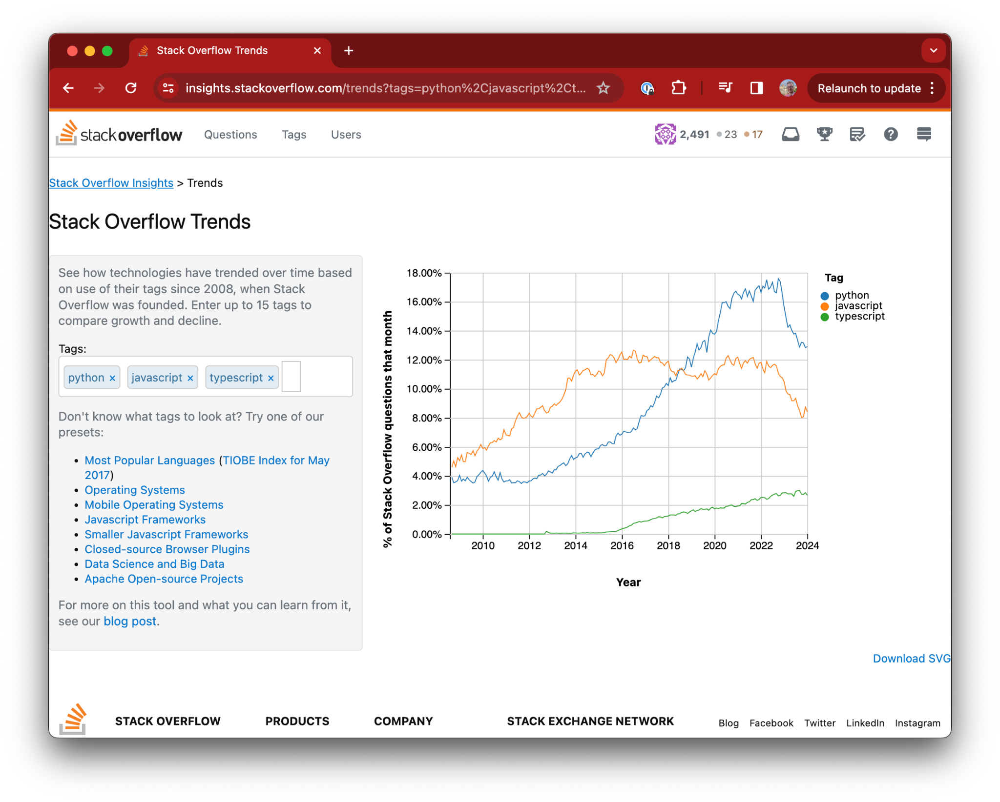 Stack Overflow Trends
insights.stackoverflow.com/trends?tags=python%2Cjavascript%2Ct...
Relaunch to update
stackoverflow
Questions
Tags
Users
2,491
23
17
Stack Overflow Insights > Trends
Stack Overflow Trends
See how technologies have trended over time based
on use of their tags since 2008, when Stack
Overflow was founded. Enter up to 15 tags to
compare growth and decline.
Tags:
python ×
javascript ×
typescript ×
Don't know what tags to look at? Try one of our
presets:
• Most Popular Languages (TIOBE Index for May
2017)
• Operating Systems
• Mobile Operating Systems
• Javascript Frameworks
• Smaller Javascript Frameworks
• Closed-source Browser Plugins
• Data Science and Big Data
• Apache Open-source Projects
For more on this tool and what you can learn from it,
see our blog post.
% of Stack Overflow questions that month
18.00%
16.00%
14.00%
12.00%
10.00%
8.00%
6.00%
4.00%
2.00%
0.00%
2010
2012
2014
2016
2018
2020
2022
2024
Year
Tag
python
javascript
typescript
Download SVG
STACK OVERFLOW
PRODUCTS
COMPANY
STACK EXCHANGE NETWORK
Blog
Facebook
Twitter
LinkedIn
Instagram